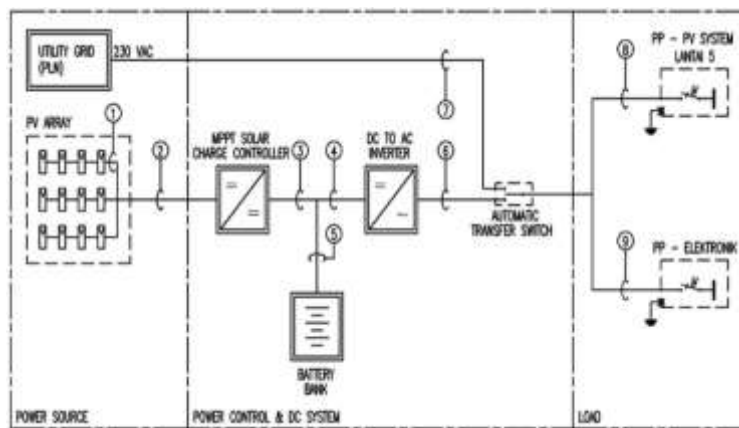 UTILITY GRID
(PLN)
230 VAC
PV ARRAY
1
2
MPPT SOLAR
CHARGE CONTROLLER
3
4
5
DC TO AC
INVERTER
6
7
BATTERY
BANK
AUTOMATIC
TRANSFER SWITCH
8
PP - PV SYSTEM
LANTAI 5
9
PP - ELEKTRONIK
POWER SOURCE
POWER CONTROL & DC SYSTEM
LOAD